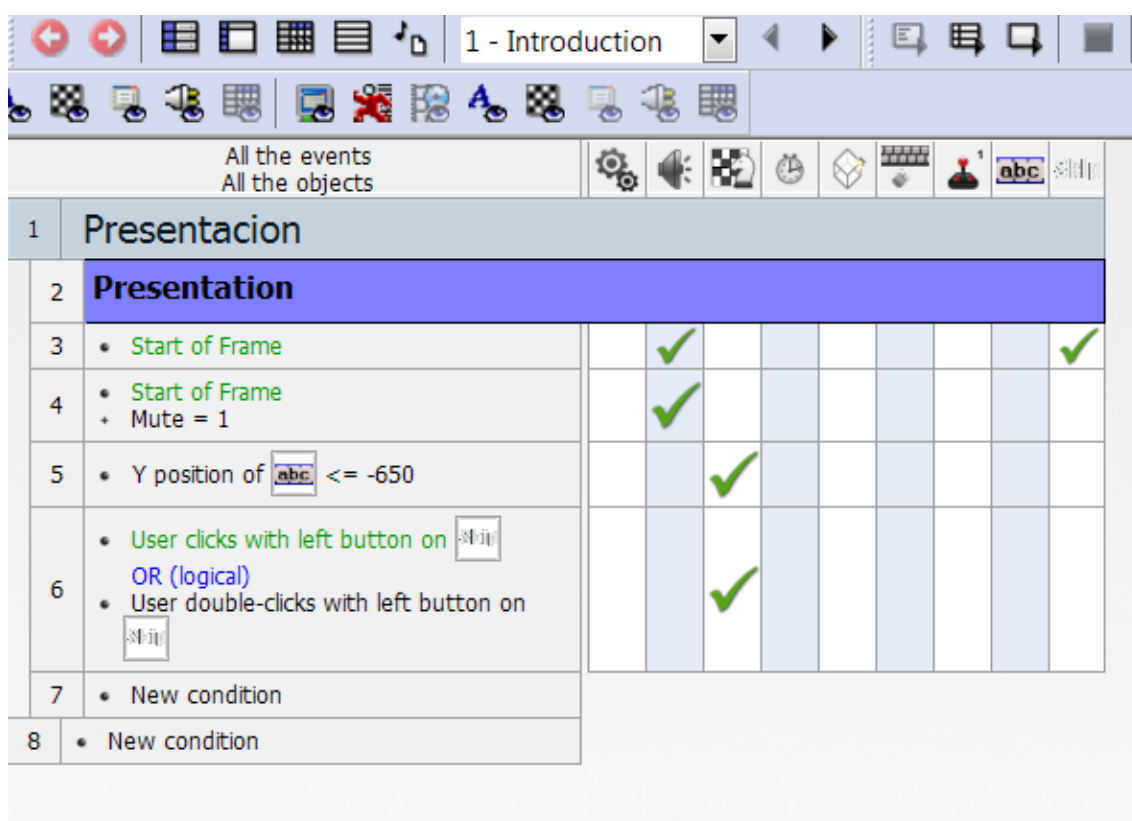 1 - Introduction
All the events
All the objects
1
abc
1 Presentacion
2 Presentation
3 • Start of Frame
4 • Start of Frame
+ Mute = 1
5 • Y position of abc <= -650
6 • User clicks with left button on
OR (logical)
• User double-clicks with left button on
7 • New condition
8 • New condition